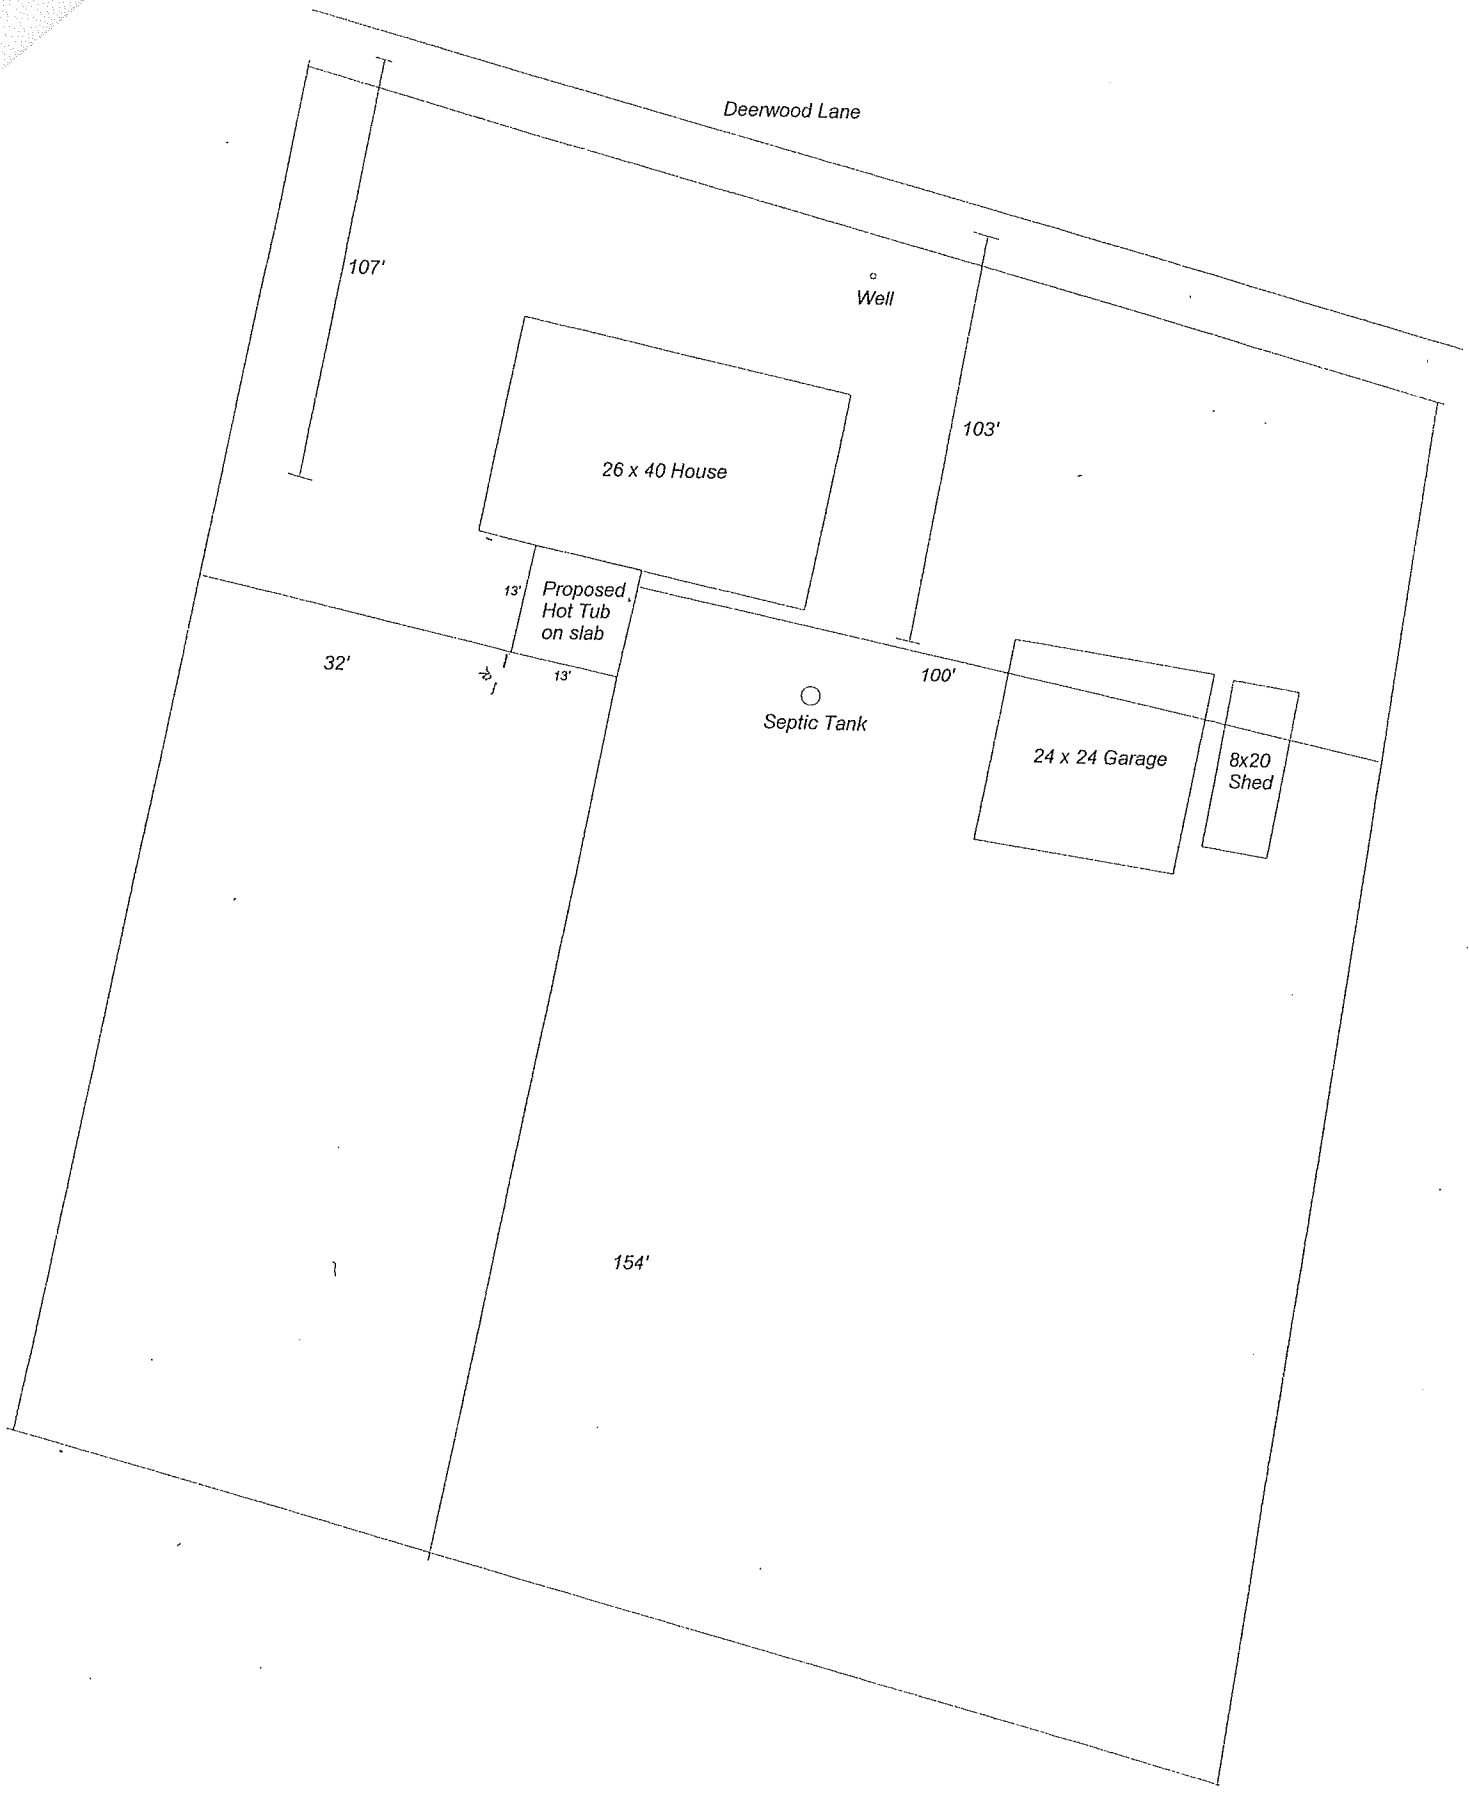 Deerwood Lane
107'
Well
103'
26 x 40 House
13'
Proposed
Hot Tub
on slab
32'
13'
100'
Septic Tank
24 x 24 Garage
8x20
Shed
154'